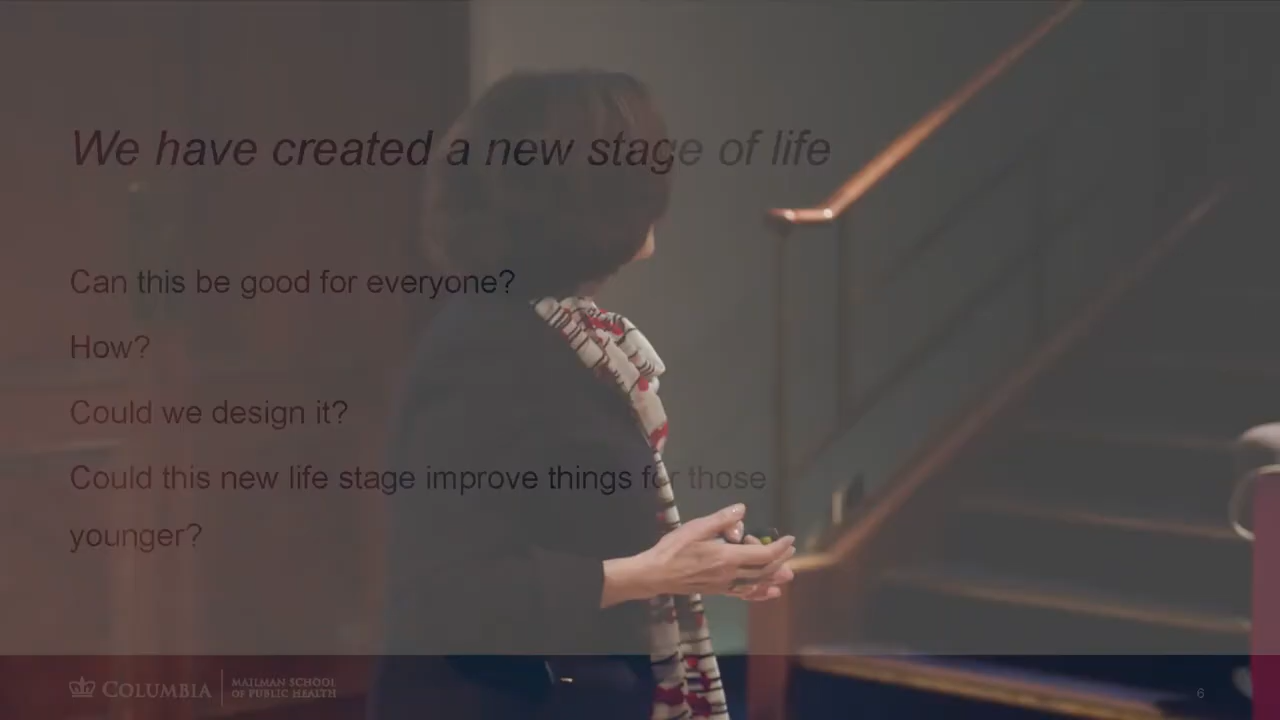 We have created a new stage of life
Can this be good for everyone?
How?
Could we design it?
Could this new life stage improve things for those
younger?
COLUMBIA
MAILMAN SCHOOL
OF PUBLIC HEALTH
6